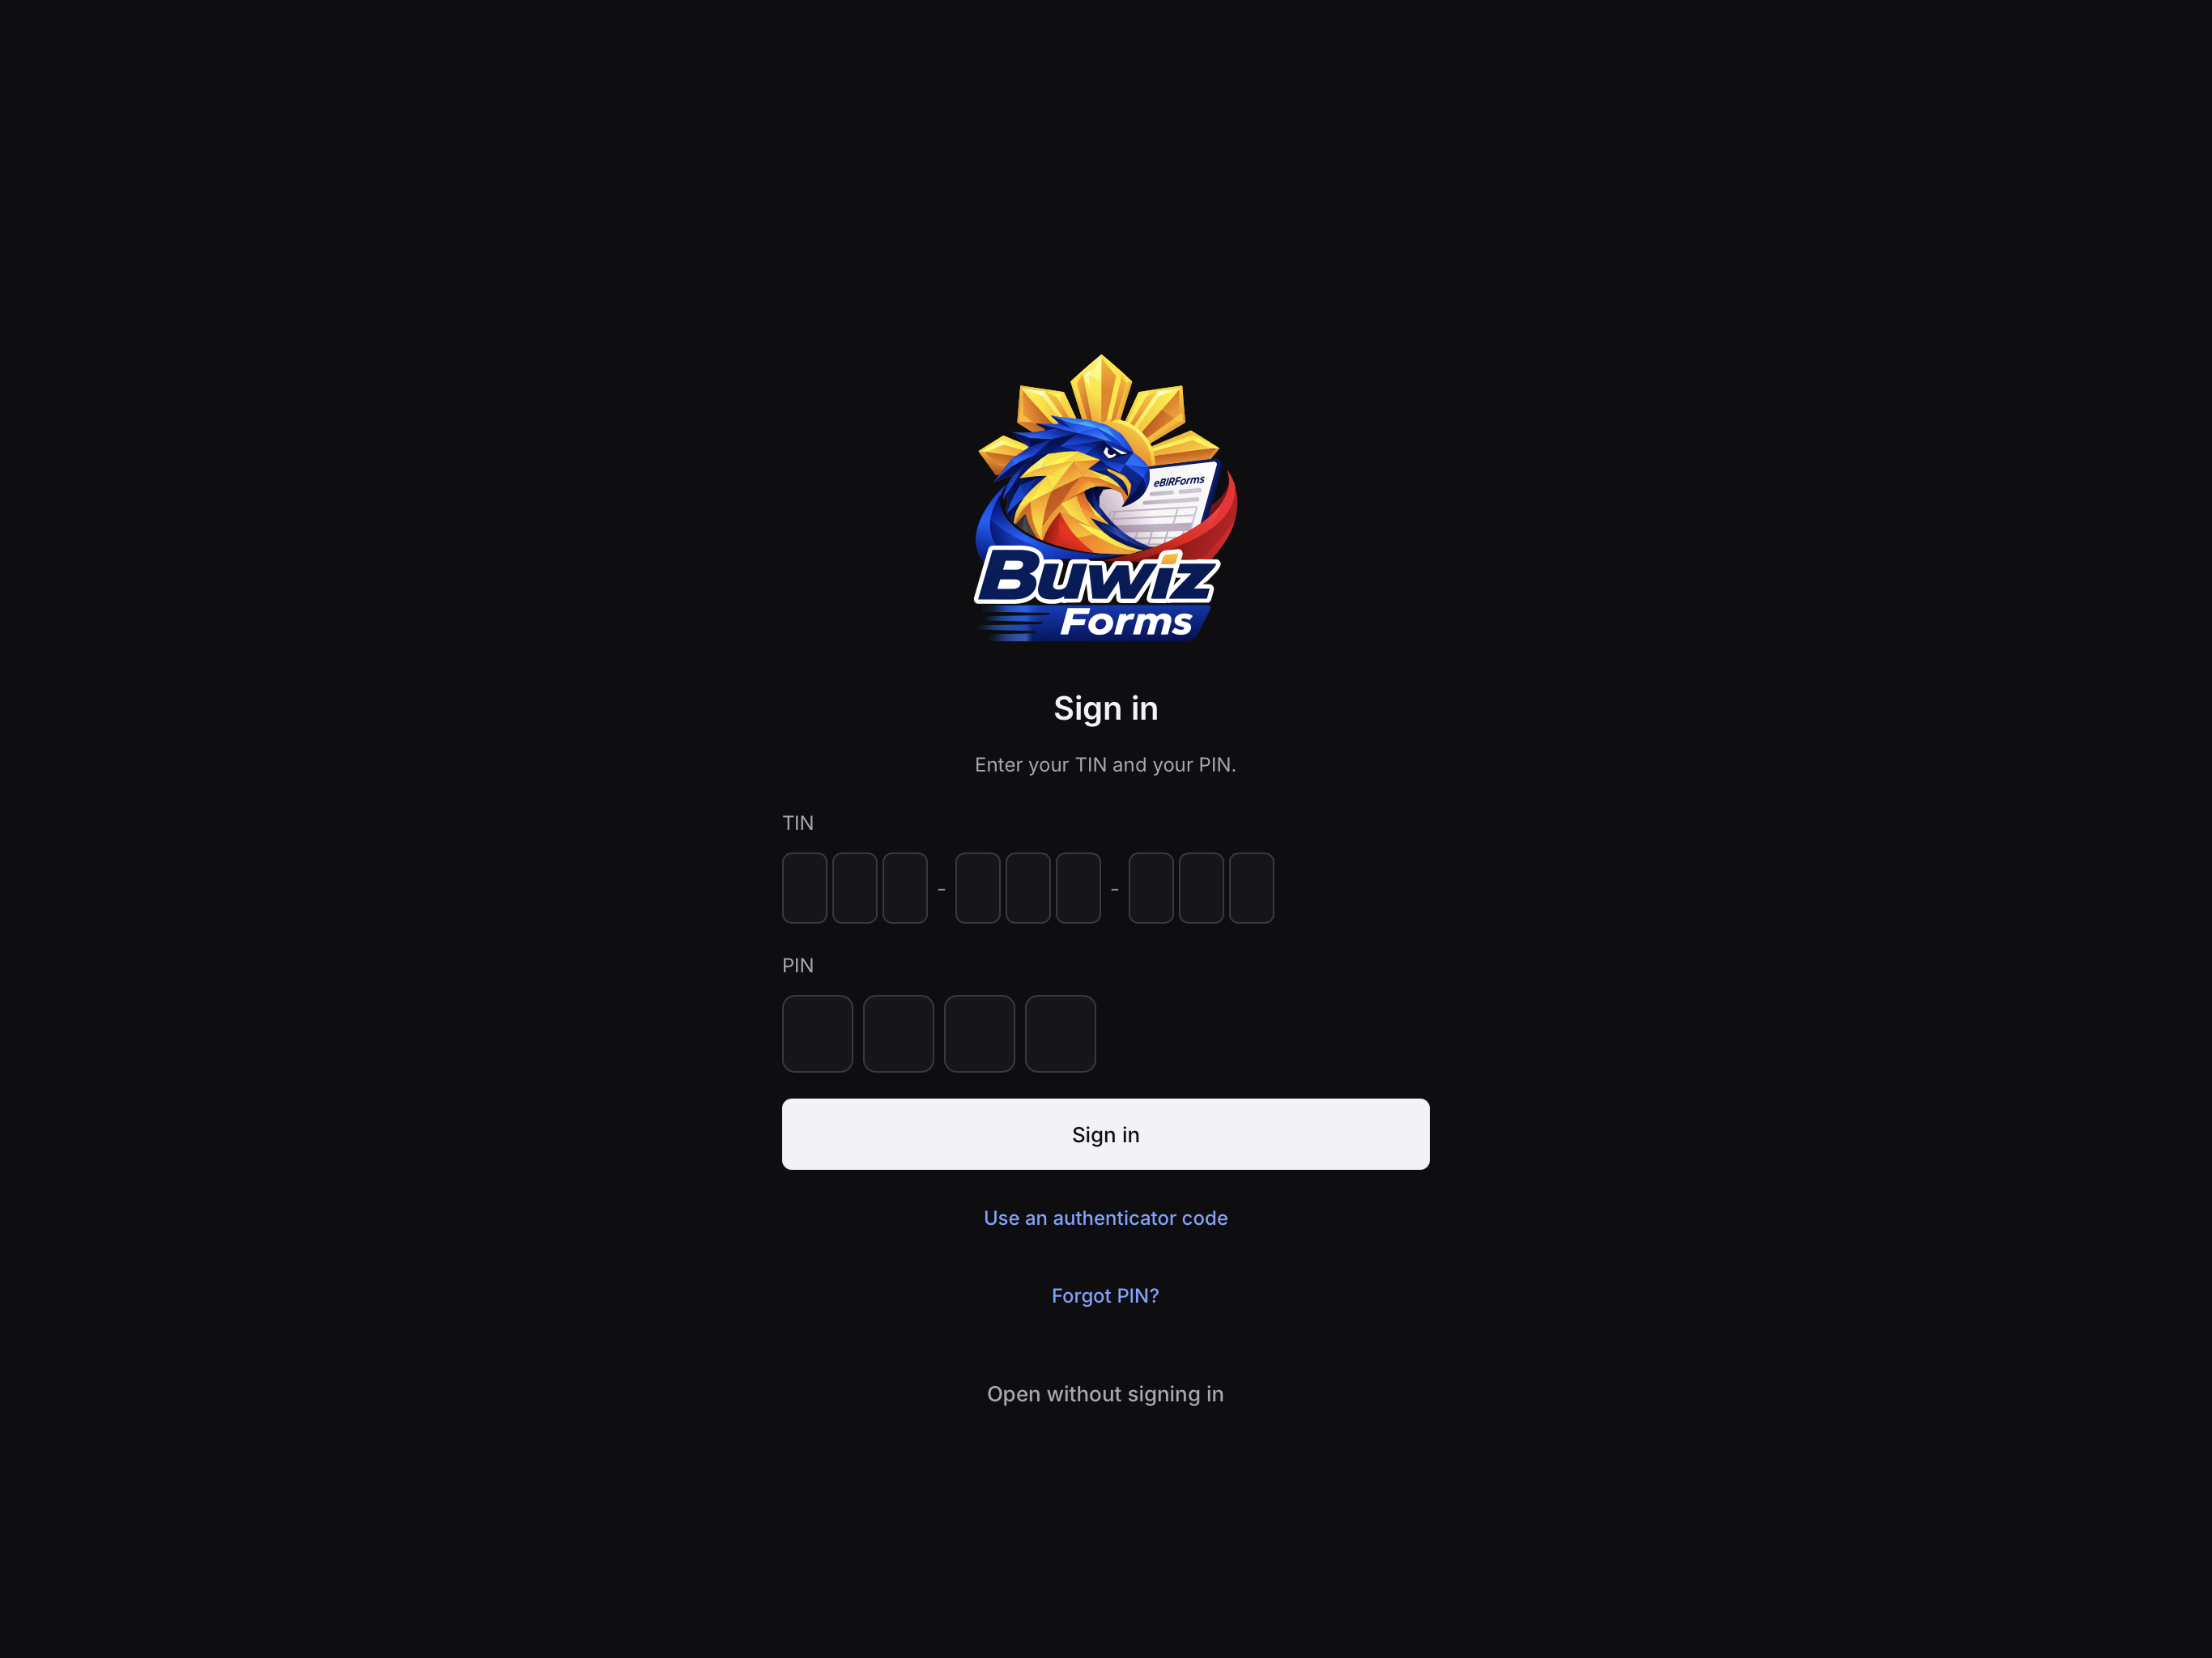 eBIRForms
Buwiz
Forms
Sign in
Enter your TIN and your PIN.
TIN
- -
PIN
Sign in
Use an authenticator code
Forgot PIN?
Open without signing in